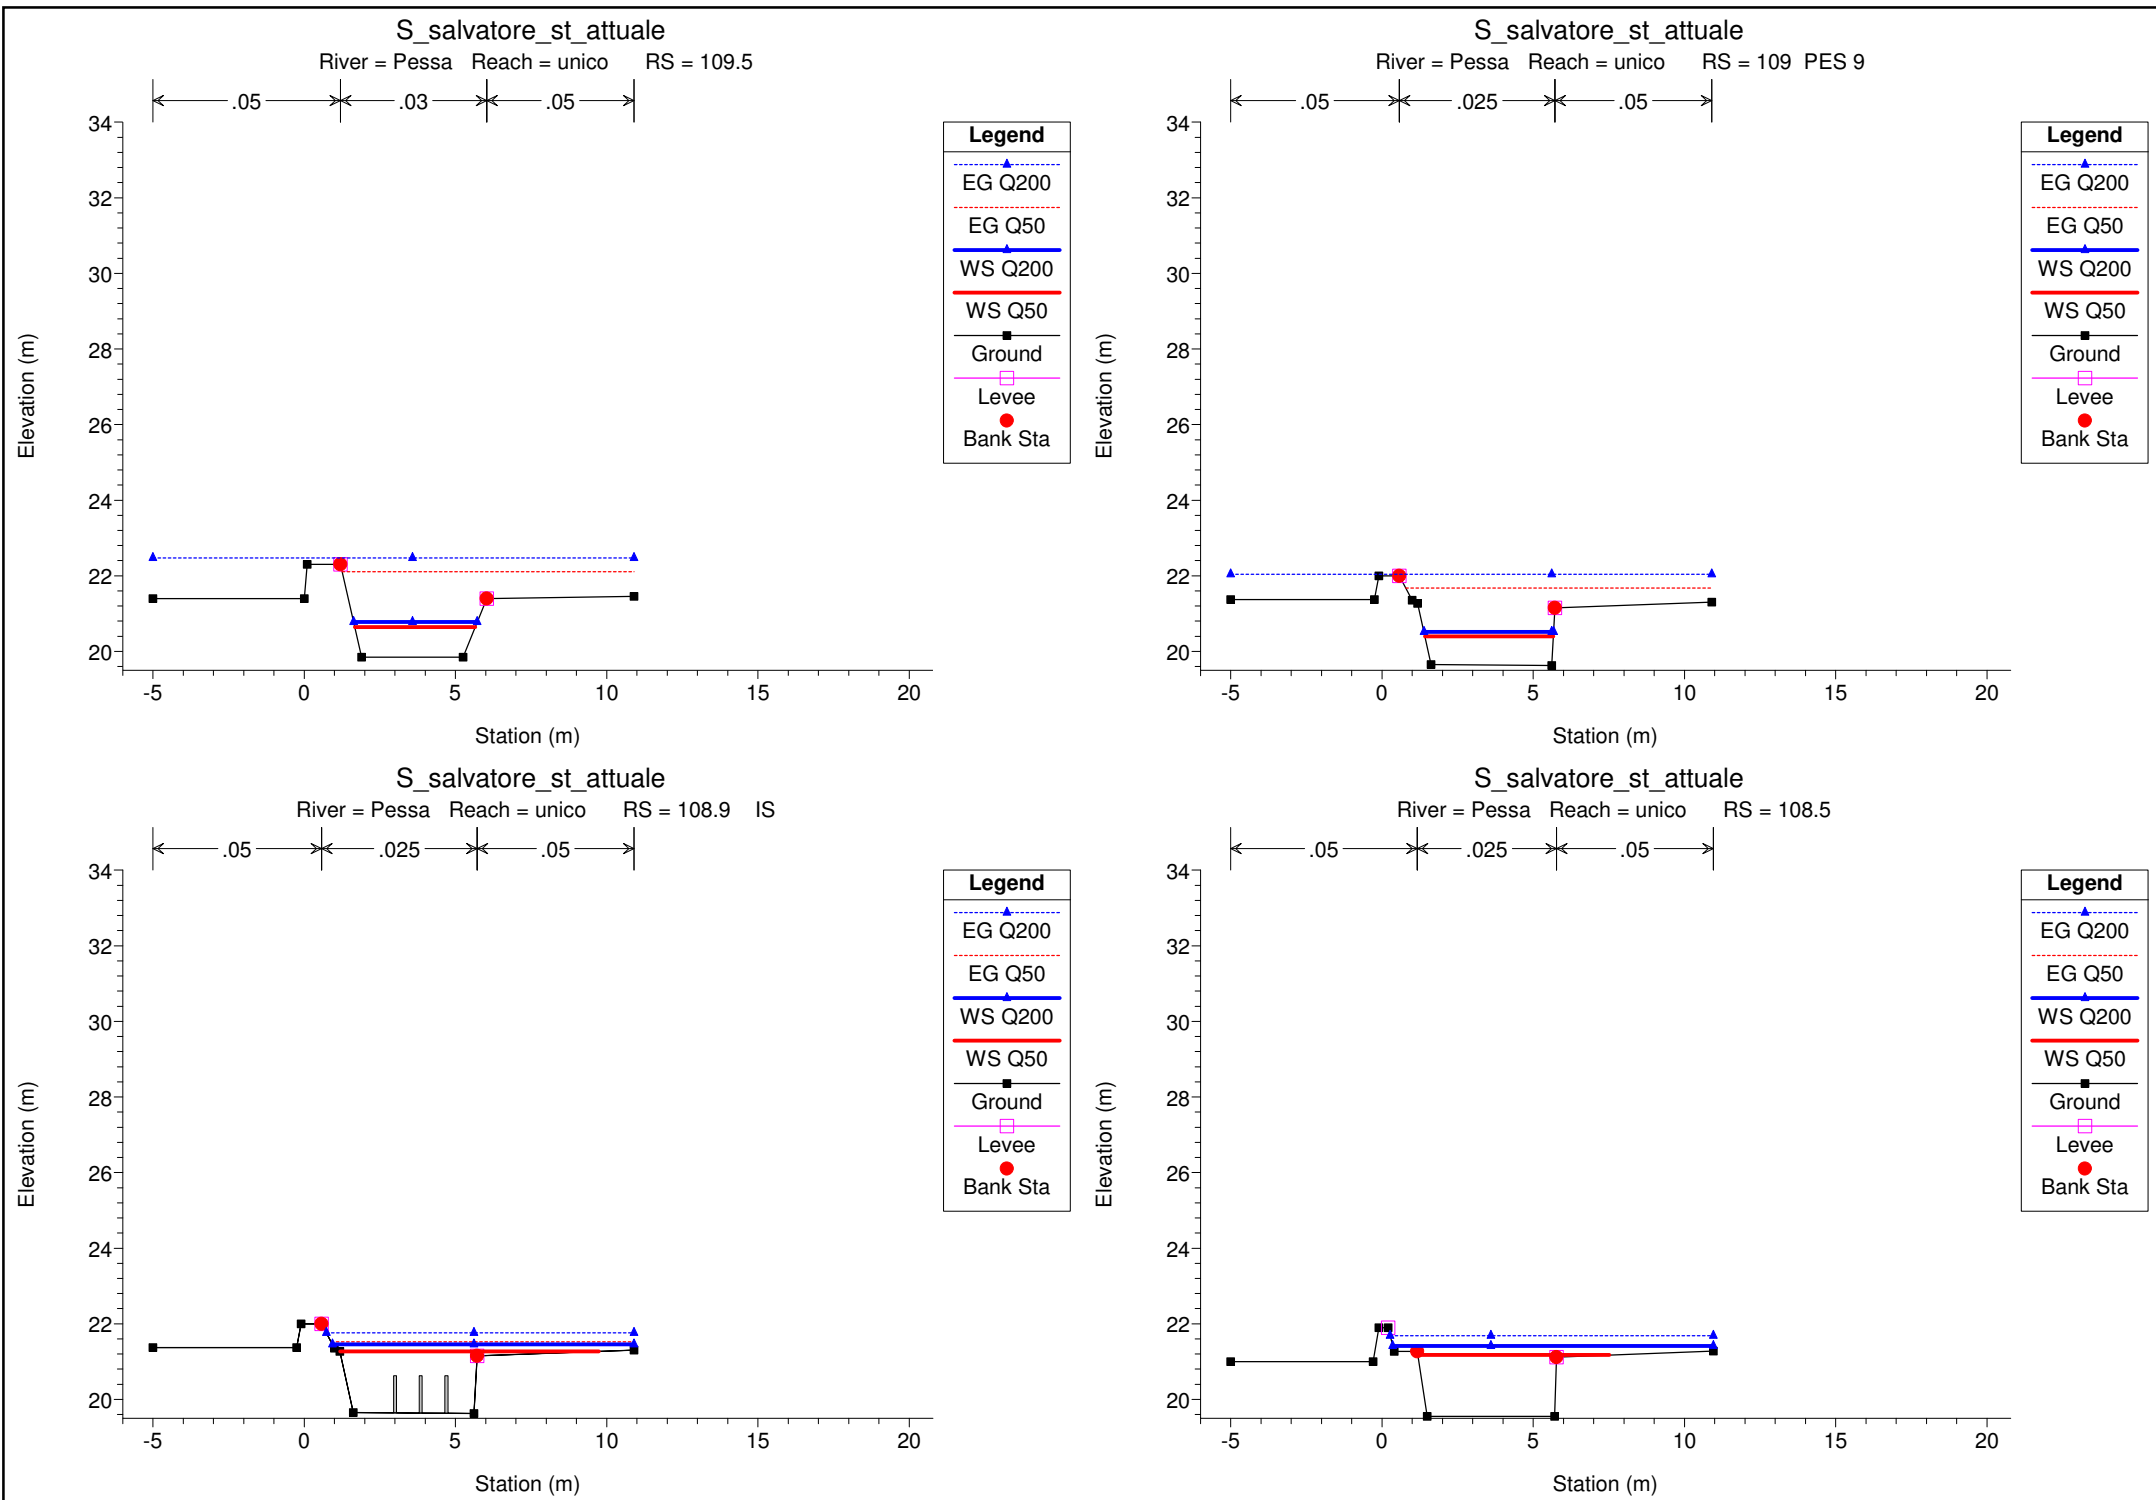 S_salvatore_st_attuale
River = Pessa Reach = unico RS = 109.5
.05 .03 .05
34
32
30
28
26
24
22
20
Elevation (m)
-5 0 5 10 15 20
Station (m)
Legend
EG Q200
EG Q50
WS Q200
WS Q50
Ground
Levee
Bank Sta
S_salvatore_st_attuale
River = Pessa Reach = unico RS = 109 PES 9
.05 .025 .05
34
32
30
28
26
24
22
20
Elevation (m)
-5 0 5 10 15 20
Station (m)
Legend
EG Q200
EG Q50
WS Q200
WS Q50
Ground
Levee
Bank Sta
S_salvatore_st_attuale
River = Pessa Reach = unico RS = 108.9 IS
.05 .025 .05
34
32
30
28
26
24
22
20
Elevation (m)
-5 0 5 10 15 20
Station (m)
Legend
EG Q200
EG Q50
WS Q200
WS Q50
Ground
Levee
Bank Sta
S_salvatore_st_attuale
River = Pessa Reach = unico RS = 108.5
.05 .025 .05
34
32
30
28
26
24
22
20
Elevation (m)
-5 0 5 10 15 20
Station (m)
Legend
EG Q200
EG Q50
WS Q200
WS Q50
Ground
Levee
Bank Sta